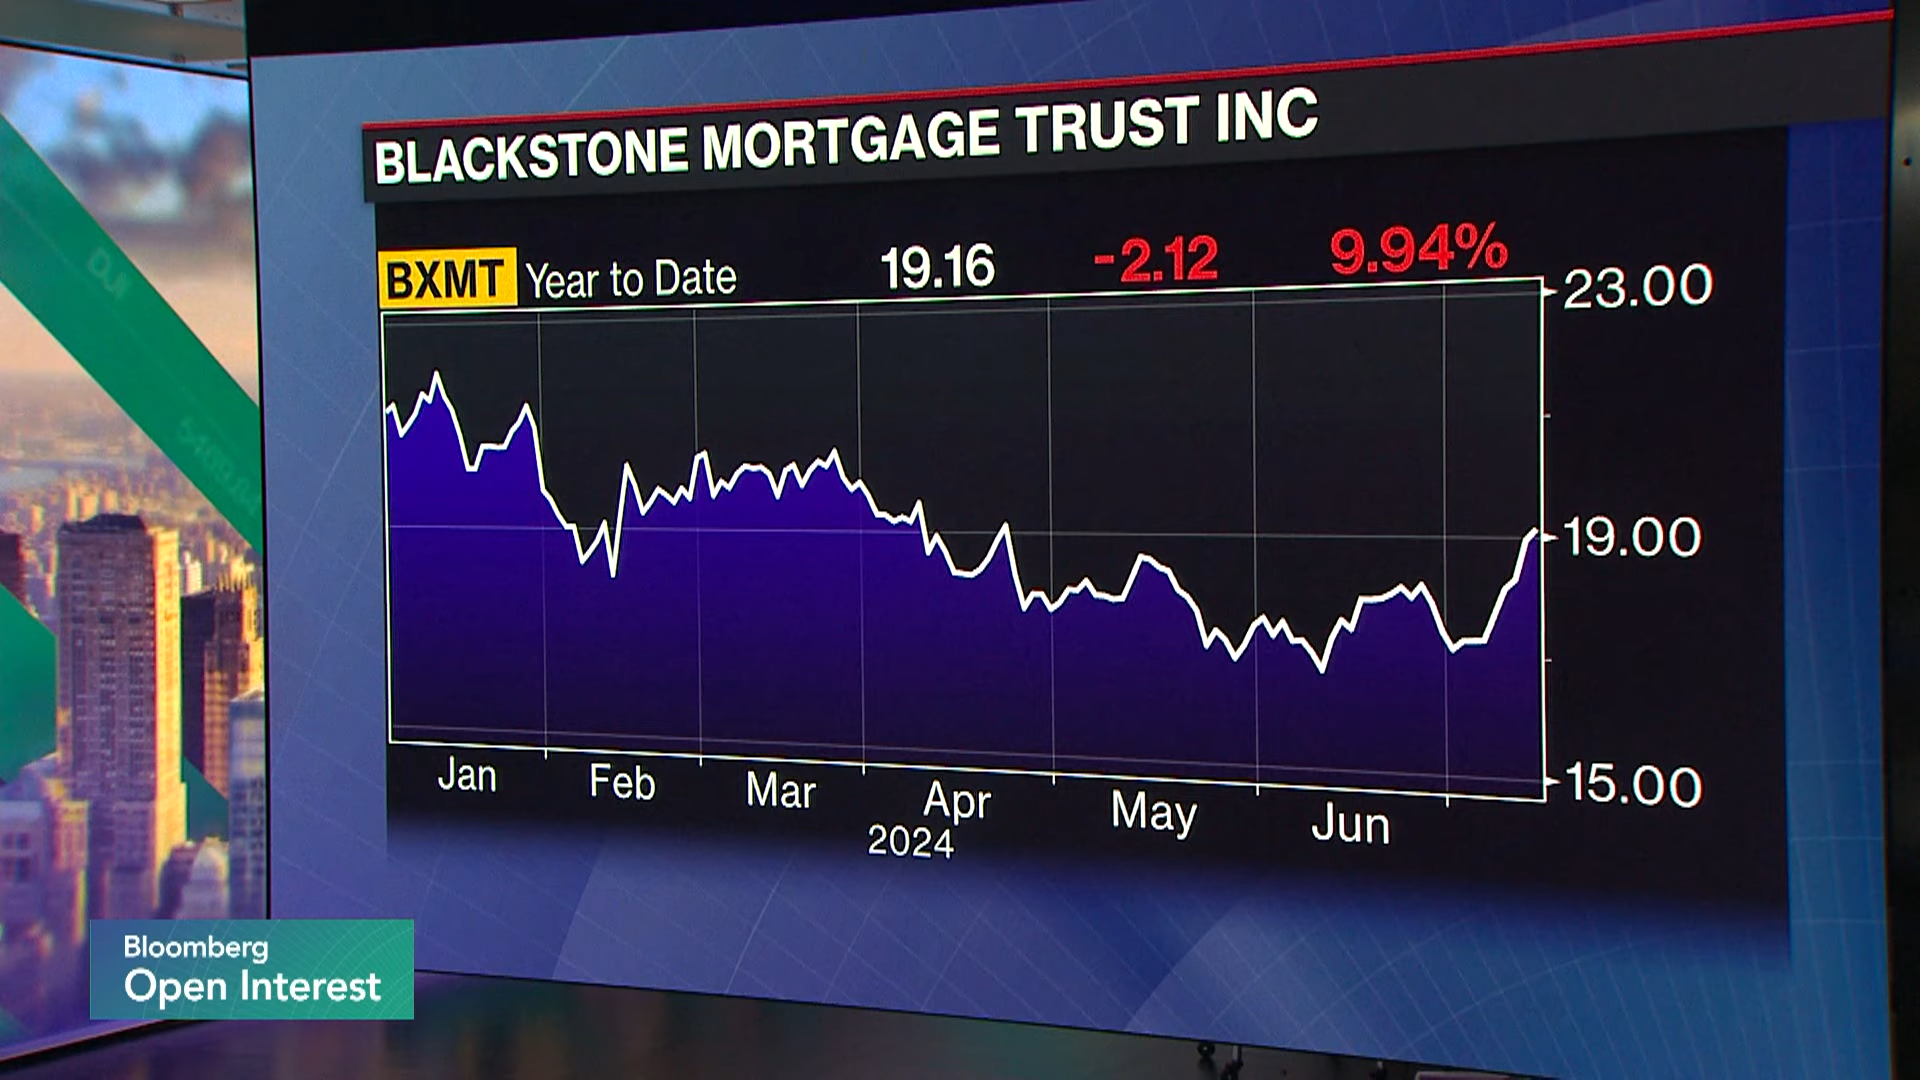 BLACKSTONE MORTGAGE TRUST INC
BXMT Year to Date 19.16 -2.12 9.94%
23.00
19.00
15.00
Jan Feb Mar Apr May Jun
2024
DJI
Bloomberg
Open Interest